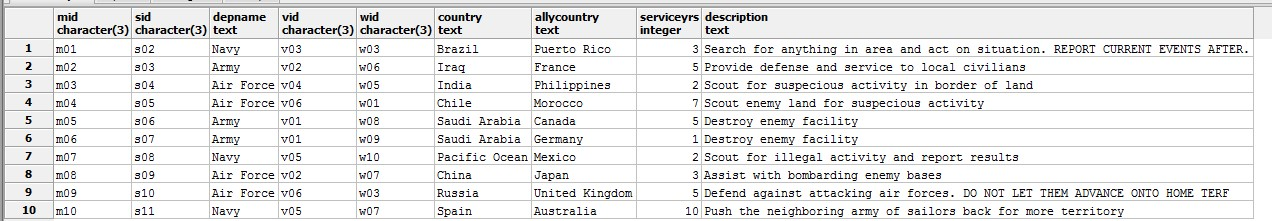 mid character(3) sid character(3) depname text vid character(3) wid character(3) country text allycountry text serviceyrs integer description text
1 m01 s02 Navy v03 w03 Brazil Puerto Rico 3 Search for anything in area and act on situation. REPORT CURRENT EVENTS AFTER.
2 m02 s03 Army v02 w06 Iraq France 5 Provide defense and service to local civilians
3 m03 s04 Air Force v04 w05 India Philippines 2 Scout for suspecious activity in border of land
4 m04 s05 Air Force v06 w01 Chile Morocco 7 Scout enemy land for suspecious activity
5 m05 s06 Army v01 w08 Saudi Arabia Canada 5 Destroy enemy facility
6 m06 s07 Army v01 w09 Saudi Arabia Germany 1 Destroy enemy facility
7 m07 s08 Navy v05 w10 Pacific Ocean Mexico 2 Scout for illegal activity and report results
8 m08 s09 Air Force v02 w07 China Japan 3 Assist with bombarding enemy bases
9 m09 s10 Air Force v06 w03 Russia United Kingdom 5 Defend against attacking air forces. DO NOT LET THEM ADVANCE ONTO HOME TERF
10 m10 s11 Navy v05 w07 Spain Australia 10 Push the neighboring army of sailors back for more territory